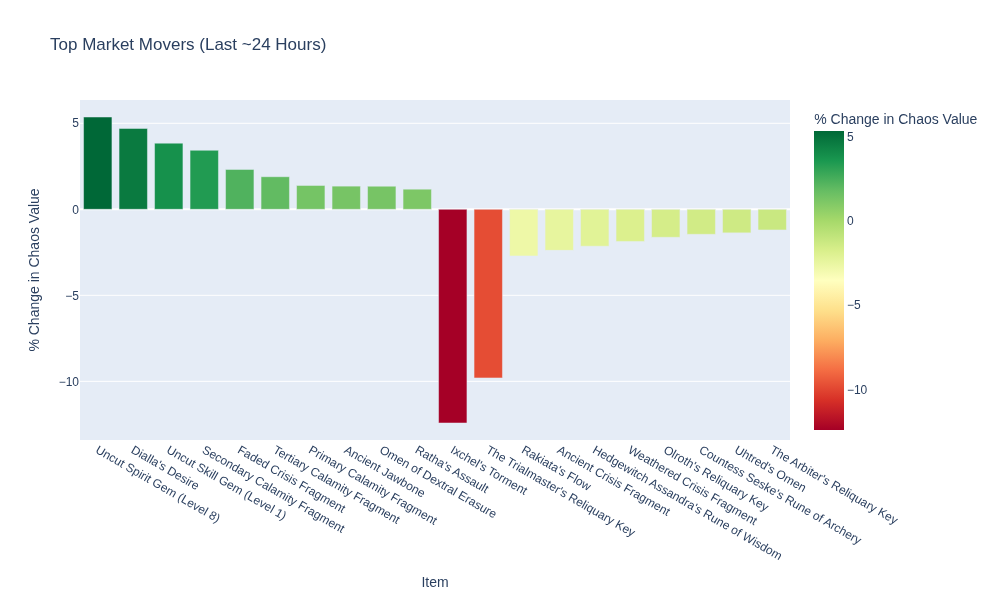 Top Market Movers (Last ~24 Hours)
% Change in Chaos Value
5
0
−5
−10
% Change in Chaos Value
5
0
−5
−10
Uncut Spirit Gem (Level 8)
Dialla's Desire
Uncut Skill Gem (Level 1)
Secondary Calamity Fragment
Faded Crisis Fragment
Tertiary Calamity Fragment
Primary Calamity Fragment
Ancient Jawbone
Omen of Dextral Erasure
Ratha's Assault
Ixchel's Torment
The Trialmaster's Reliquary Key
Rakiata's Flow
Ancient Crisis Fragment
Hedgewitch Assandra's Rune of Wisdom
Weathered Crisis Fragment
Olroth's Reliquary Key
Countess Seske's Rune of Archery
Uhtred's Omen
The Arbiter's Reliquary Key
Item